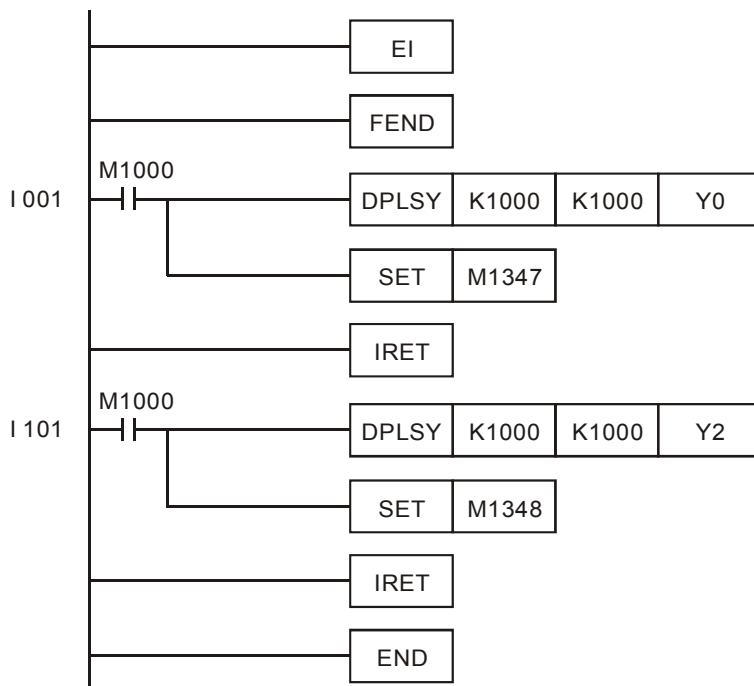 EI
FEND
M1000
I 001
DPLSY K1000 K1000 Y0
SET M1347
IRET
M1000
I 101
DPLSY K1000 K1000 Y2
SET M1348
IRET
END